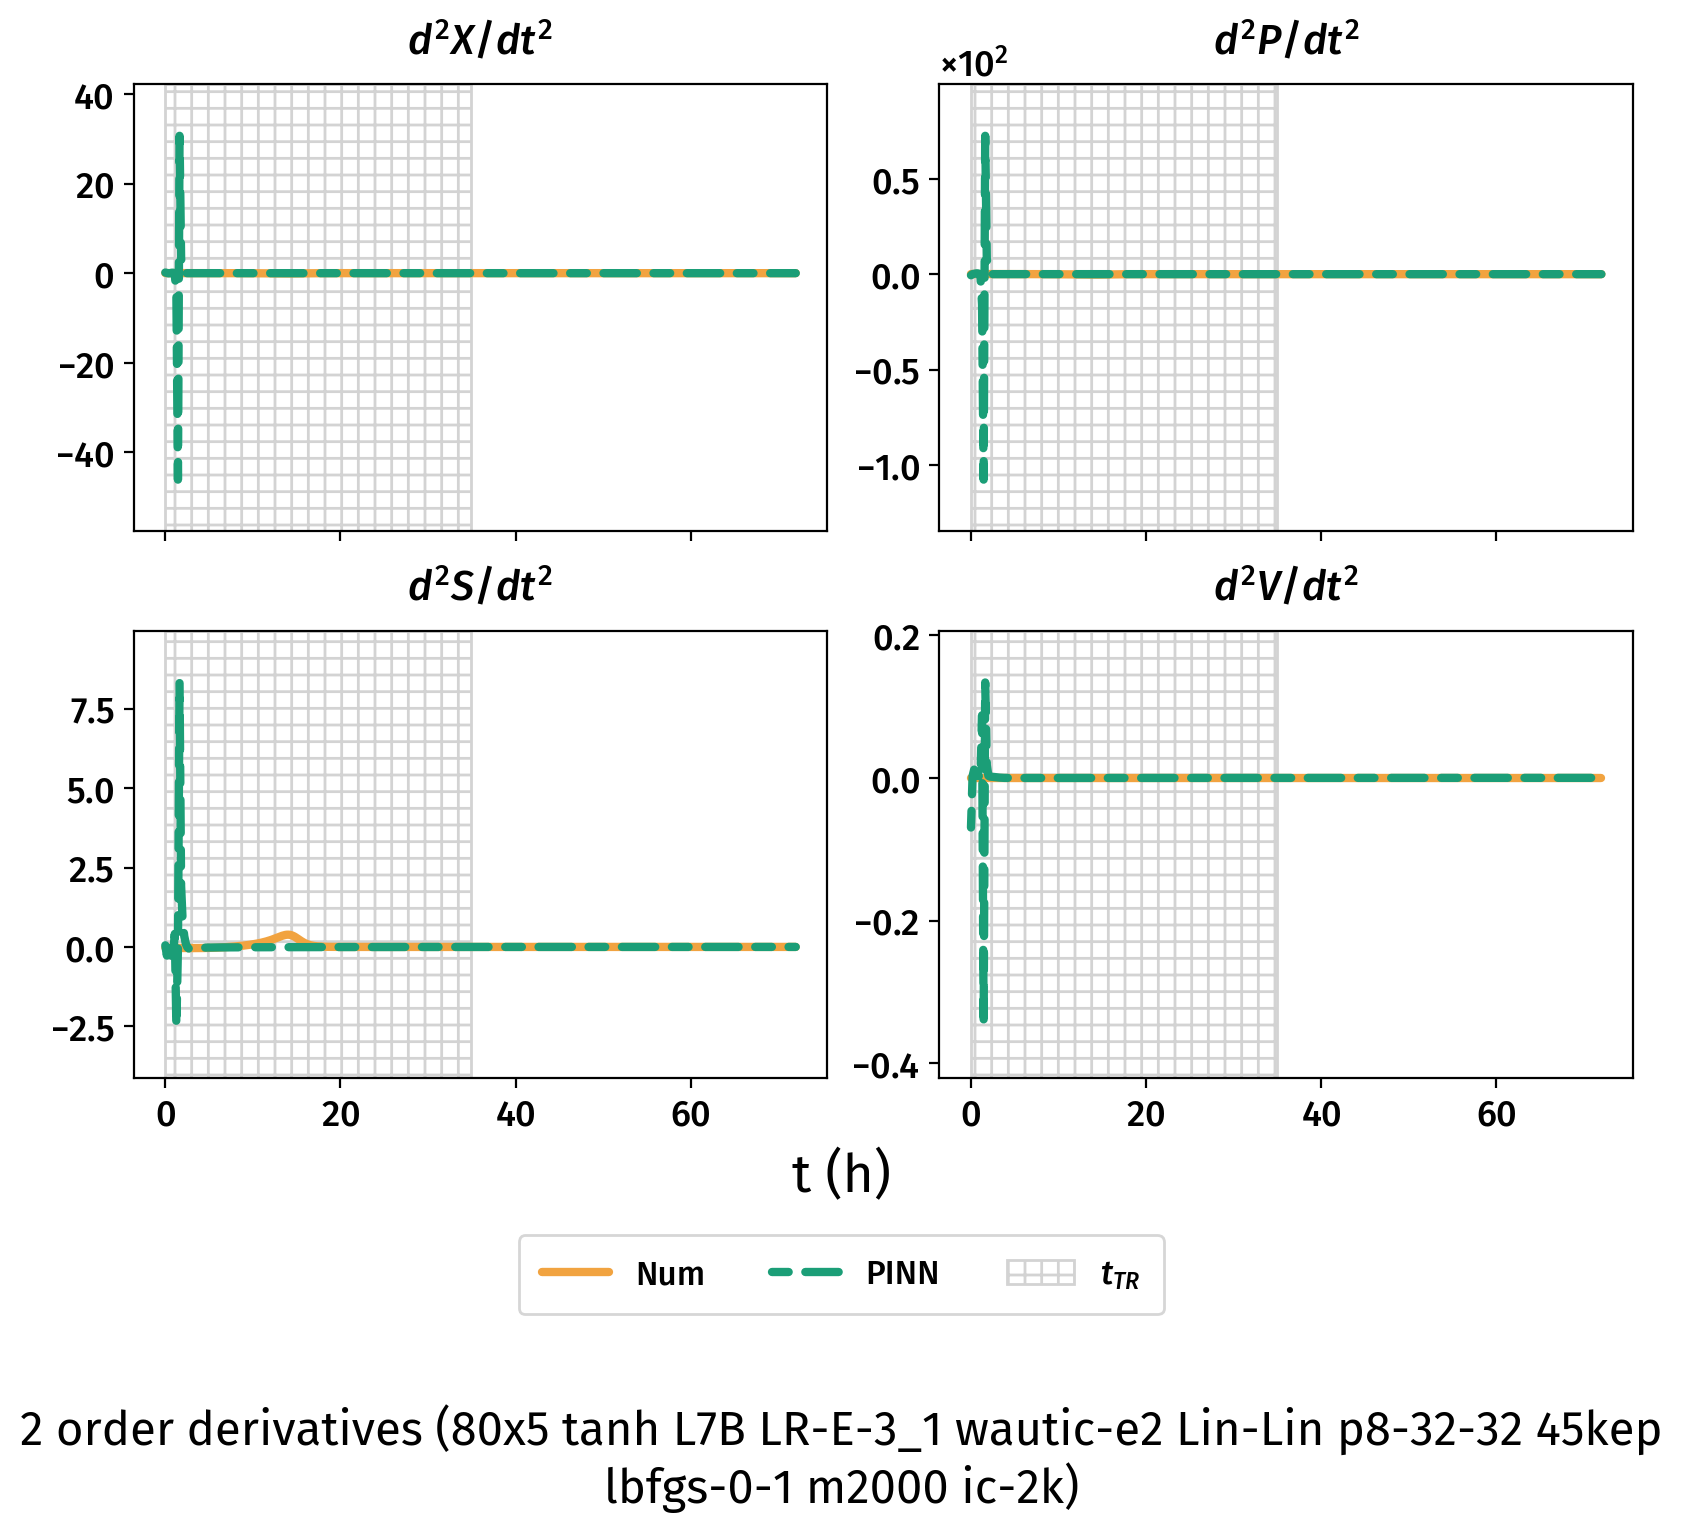 d²X/dt²
40
20
0
−20
−40
d²P/dt²
×10²
0.5
0.0
−0.5
−1.0
d²S/dt²
7.5
5.0
2.5
0.0
−2.5
0 20 40 60
d²V/dt²
0.2
0.0
−0.2
−0.4
0 20 40 60
t (h)
Num PINN t_TR
2 order derivatives (80x5 tanh L7B LR-E-3_1 wautic-e2 Lin-Lin p8-32-32 45kep
lbfgs-0-1 m2000 ic-2k)